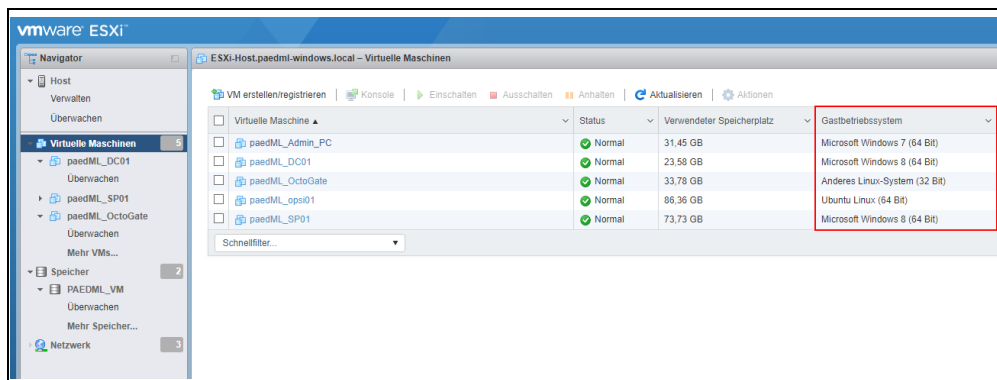 vmware ESXi™
Navigator
Host
Verwalten
Überwachen
Virtuelle Maschinen 5
paedML_DC01
Überwachen
paedML_SP01
paedML_OctoGate
Überwachen
Mehr VMs...
Speicher 2
PAEDML_VM
Überwachen
Mehr Speicher...
Netzwerk 3
ESXi-Host.paedml-windows.local – Virtuelle Maschinen
VM erstellen/registrieren | Konsole | Einschalten Ausschalten Anhalten | Aktualisieren | Aktionen
Virtuelle Maschine ▲ Status Verwendeter Speicherplatz Gastbetriebssystem
paedML_Admin_PC Normal 31,45 GB Microsoft Windows 7 (64 Bit)
paedML_DC01 Normal 23,58 GB Microsoft Windows 8 (64 Bit)
paedML_OctoGate Normal 33,78 GB Anderes Linux-System (32 Bit)
paedML_opsi01 Normal 86,36 GB Ubuntu Linux (64 Bit)
paedML_SP01 Normal 73,73 GB Microsoft Windows 8 (64 Bit)
Schnellfilter...